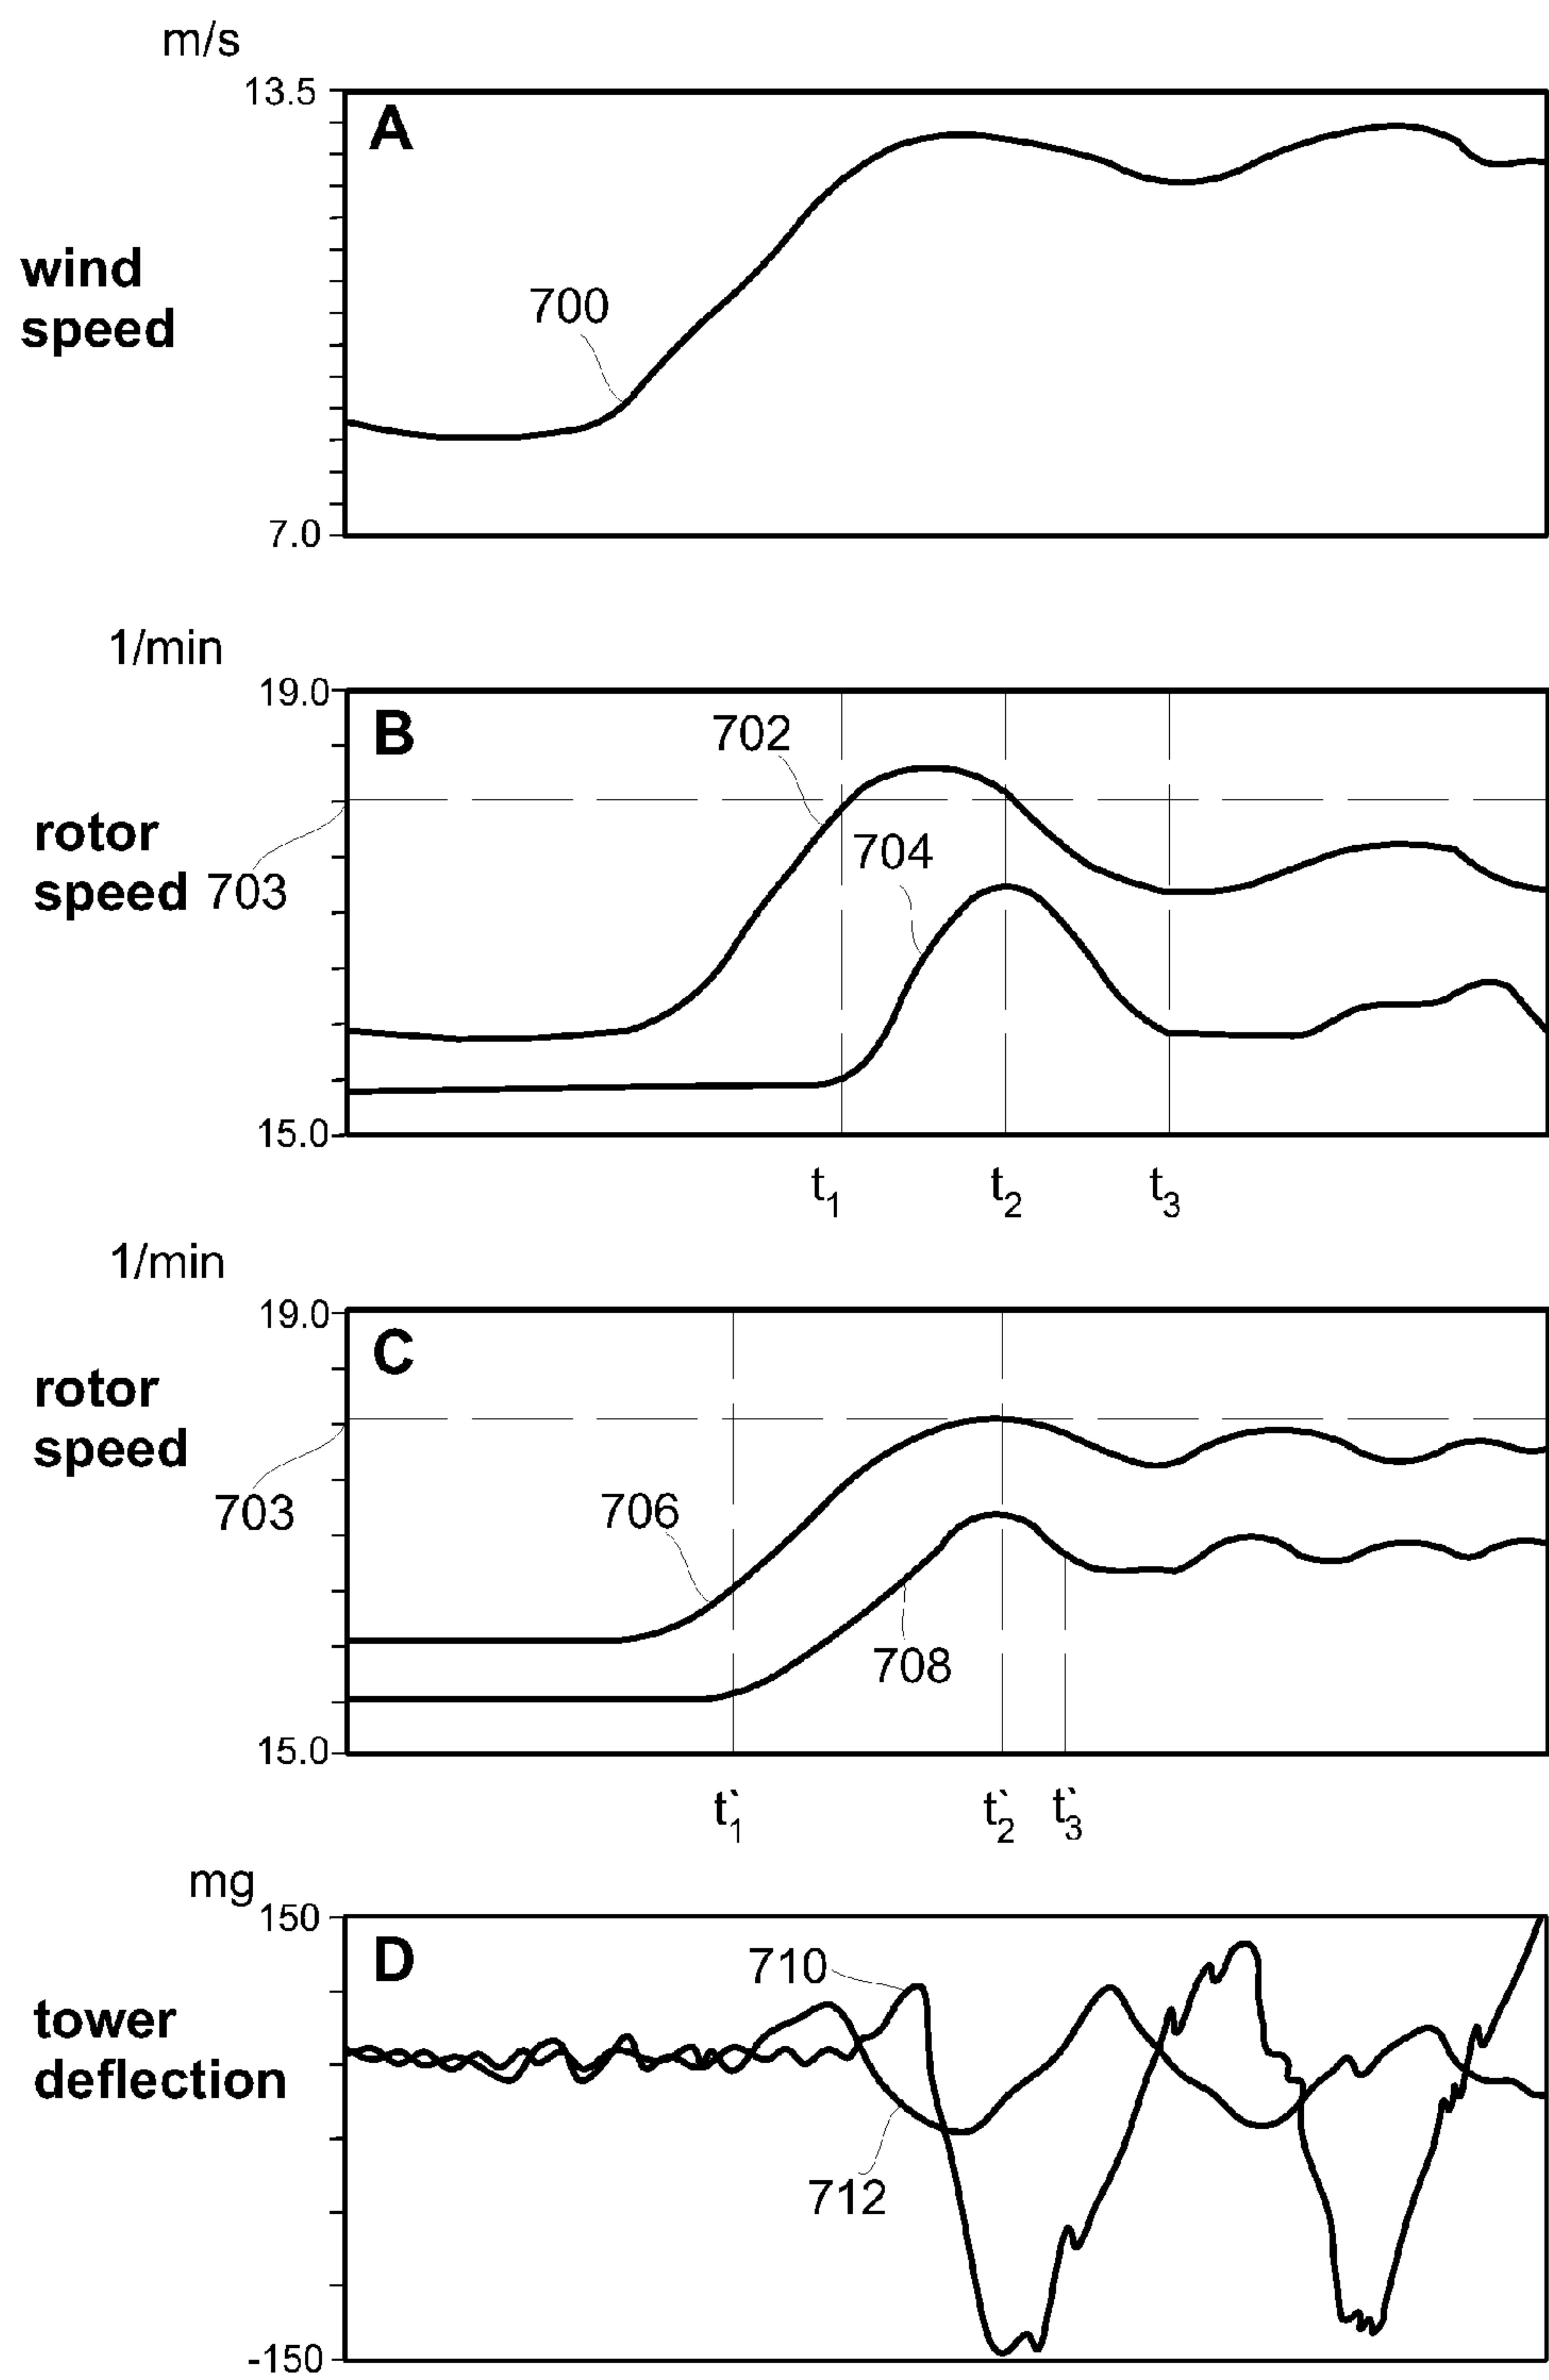 m/s
13.5
A
wind
speed
700
7.0
1/min
19.0
B
702
704
rotor
speed
703
15.0
t1 t2 t3
1/min
19.0
C
rotor
speed
703
706
708
15.0
t`1 t`2 t`3
mg
150
D
710
tower
deflection
712
-150